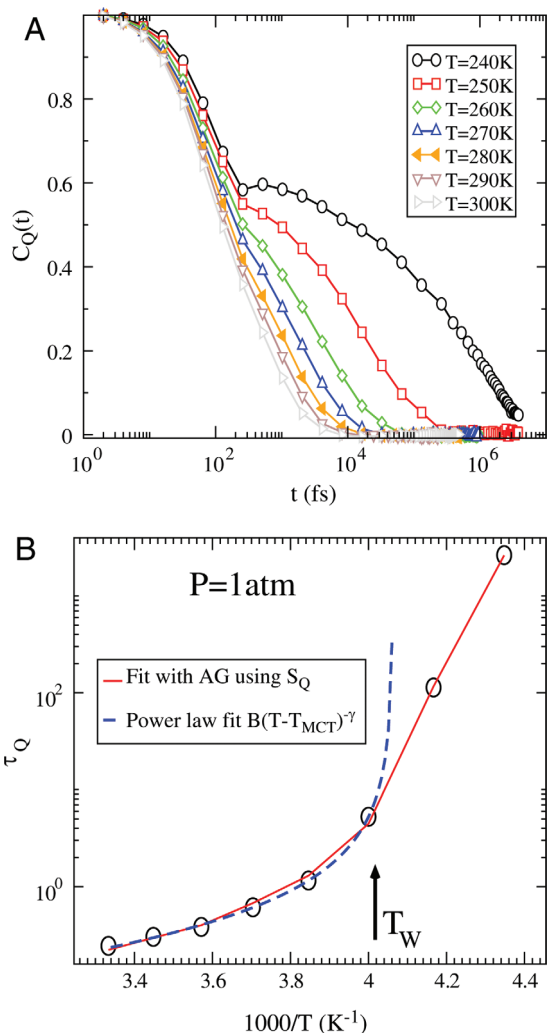 A
0.8
0.6
0.4
0.2
0
C_Q(t)
T=240K
T=250K
T=260K
T=270K
T=280K
T=290K
T=300K
10^0 10^2 10^4 10^6
t (fs)
B
P=1atm
Fit with AG using S_Q
Power law fit B(T-T_MCT)^-γ
10^2
10^0
τ_Q
T_W
3.4 3.6 3.8 4 4.2 4.4
1000/T (K^-1)